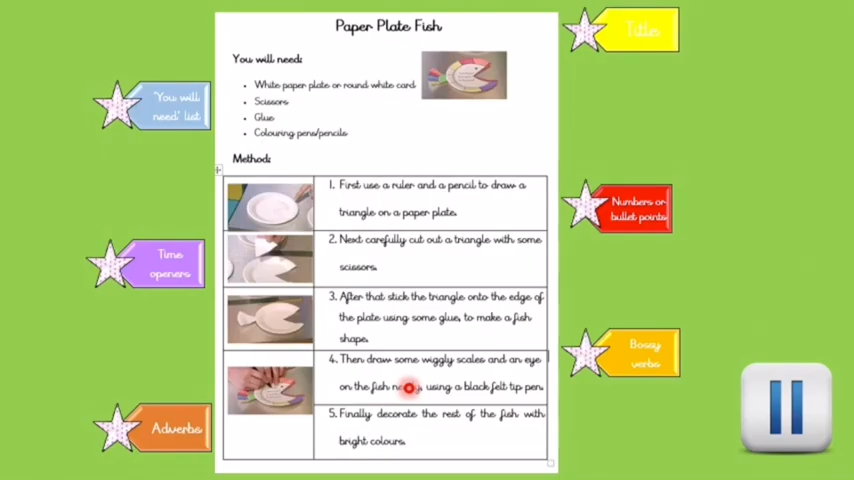 Paper Plate Fish
Title
You will need:
'You will
need' list
White paper plate or round white card
Scissors
Glue
Colouring pens/pencils
Method:
1. First use a ruler and a pencil to draw a
triangle on a paper plate.
Numbers or
bullet points
2. Next carefully cut out a triangle with some
scissors.
Time
openers
3. After that stick the triangle onto the edge of
the plate using some glue, to make a fish
shape.
Bossy
verbs
4. Then draw some wiggly scales and an eye
on the fish using a black felt tip pen.
5. Finally decorate the rest of the fish with
bright colours.
Adverbs